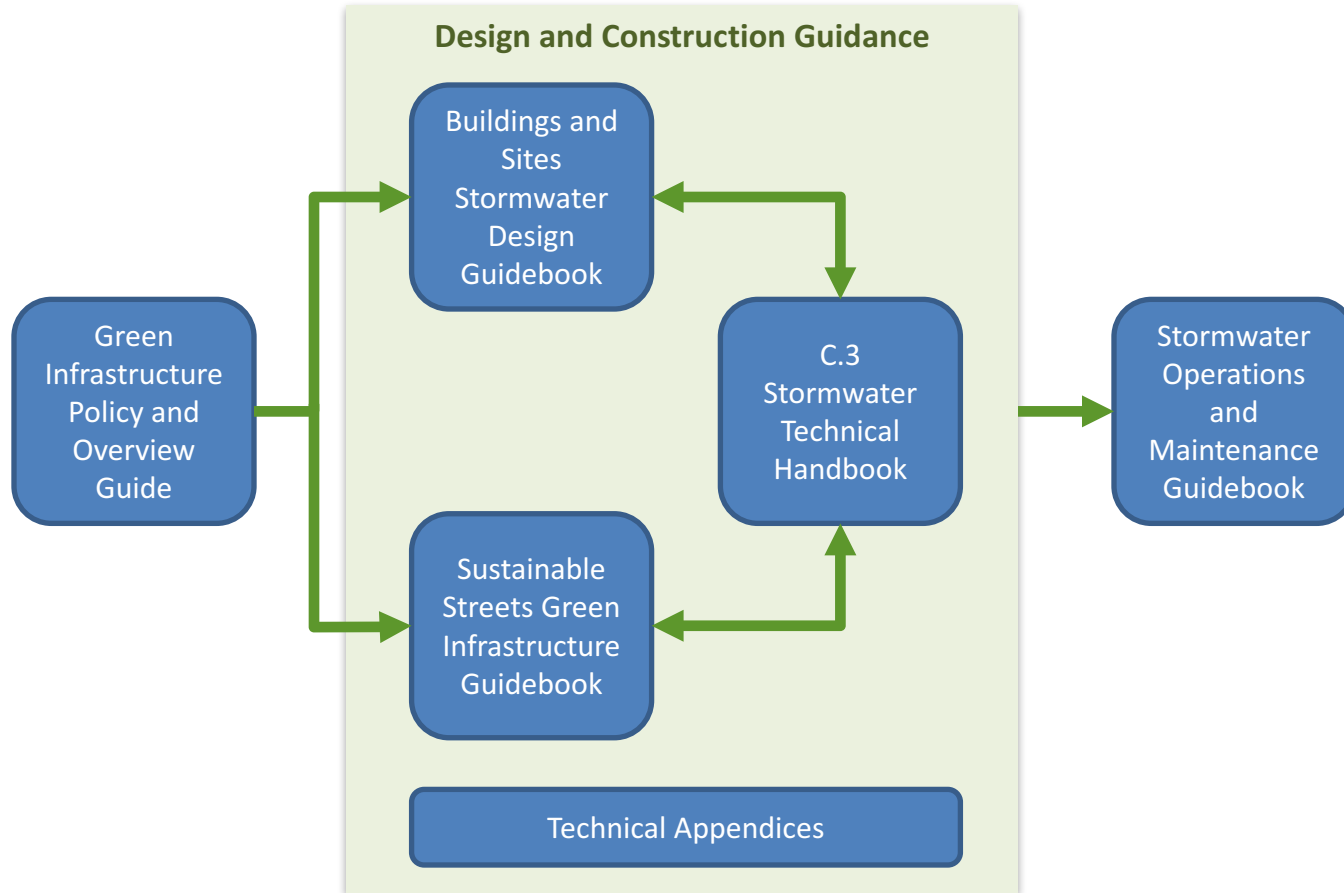 Design and Construction Guidance
Buildings and
Sites
Stormwater
Design
Guidebook
Green
Infrastructure
Policy and
Overview
Guide
C.3
Stormwater
Technical
Handbook
Stormwater
Operations
and
Maintenance
Guidebook
Sustainable
Streets Green
Infrastructure
Guidebook
Technical Appendices